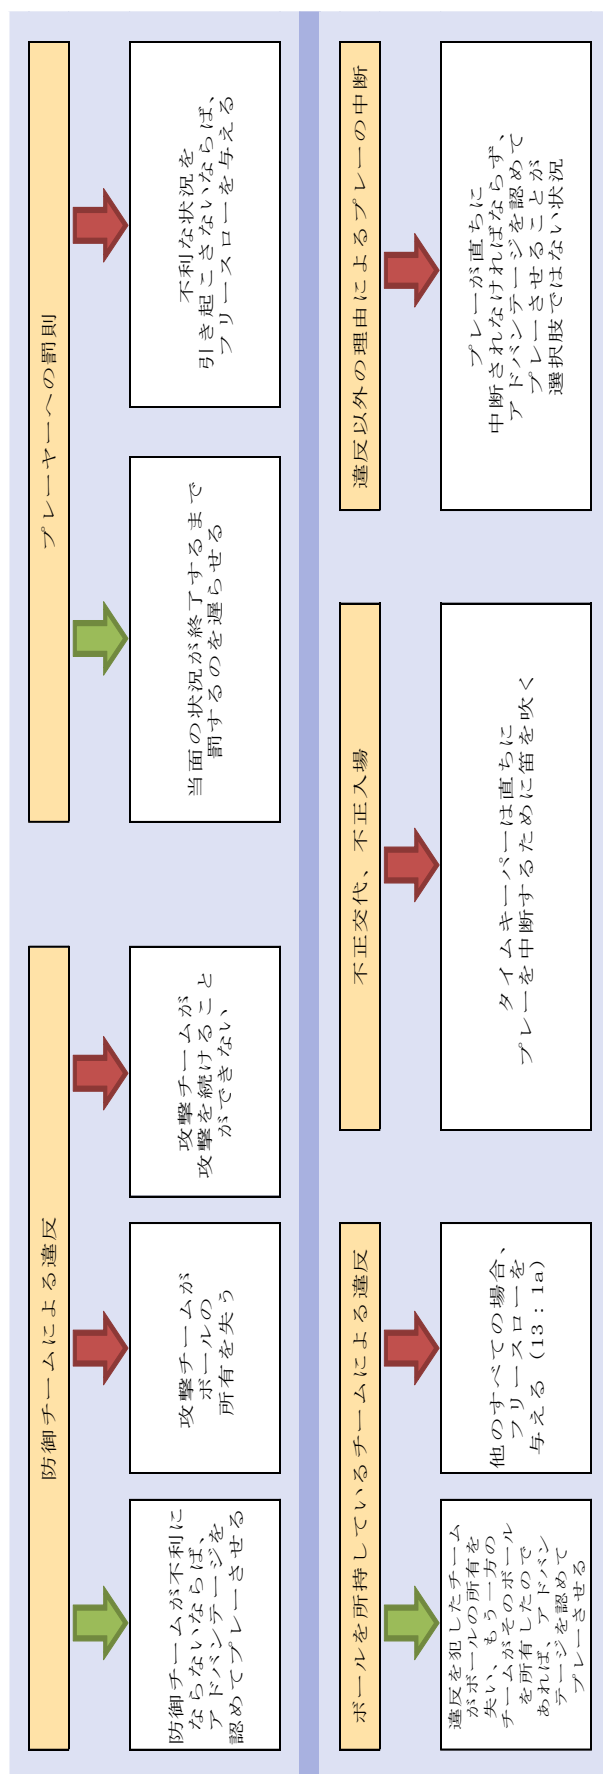 防御チームによる違反
防御チームが不利に
ならないならば、
アドバンテージを
認めてプレーさせる
攻撃チームが
ボールの
所有を失う
攻撃チームが
攻撃を続けること
ができない
プレーヤーへの罰則
当面の状況が終了するまで
罰するのを遅らせる
不利な状況を
引き起こさないならば、
フリースローを与える
ボールを所持しているチームによる違反
違反を犯したチーム
がボールの所有を
失い、もう一方の
チームがそのボール
を所有したので
あれば、アドバン
テージを認めて
プレーさせる
他のすべての場合、
フリースローを
与える（13：1a）
不正交代、不正入場
タイムキーパーは直ちに
プレーを中断するために笛を吹く
違反以外の理由によるプレーの中断
プレーが直ちに
中断されなければならず、
アドバンテージを認めて
プレーさせることが
選択肢ではない状況